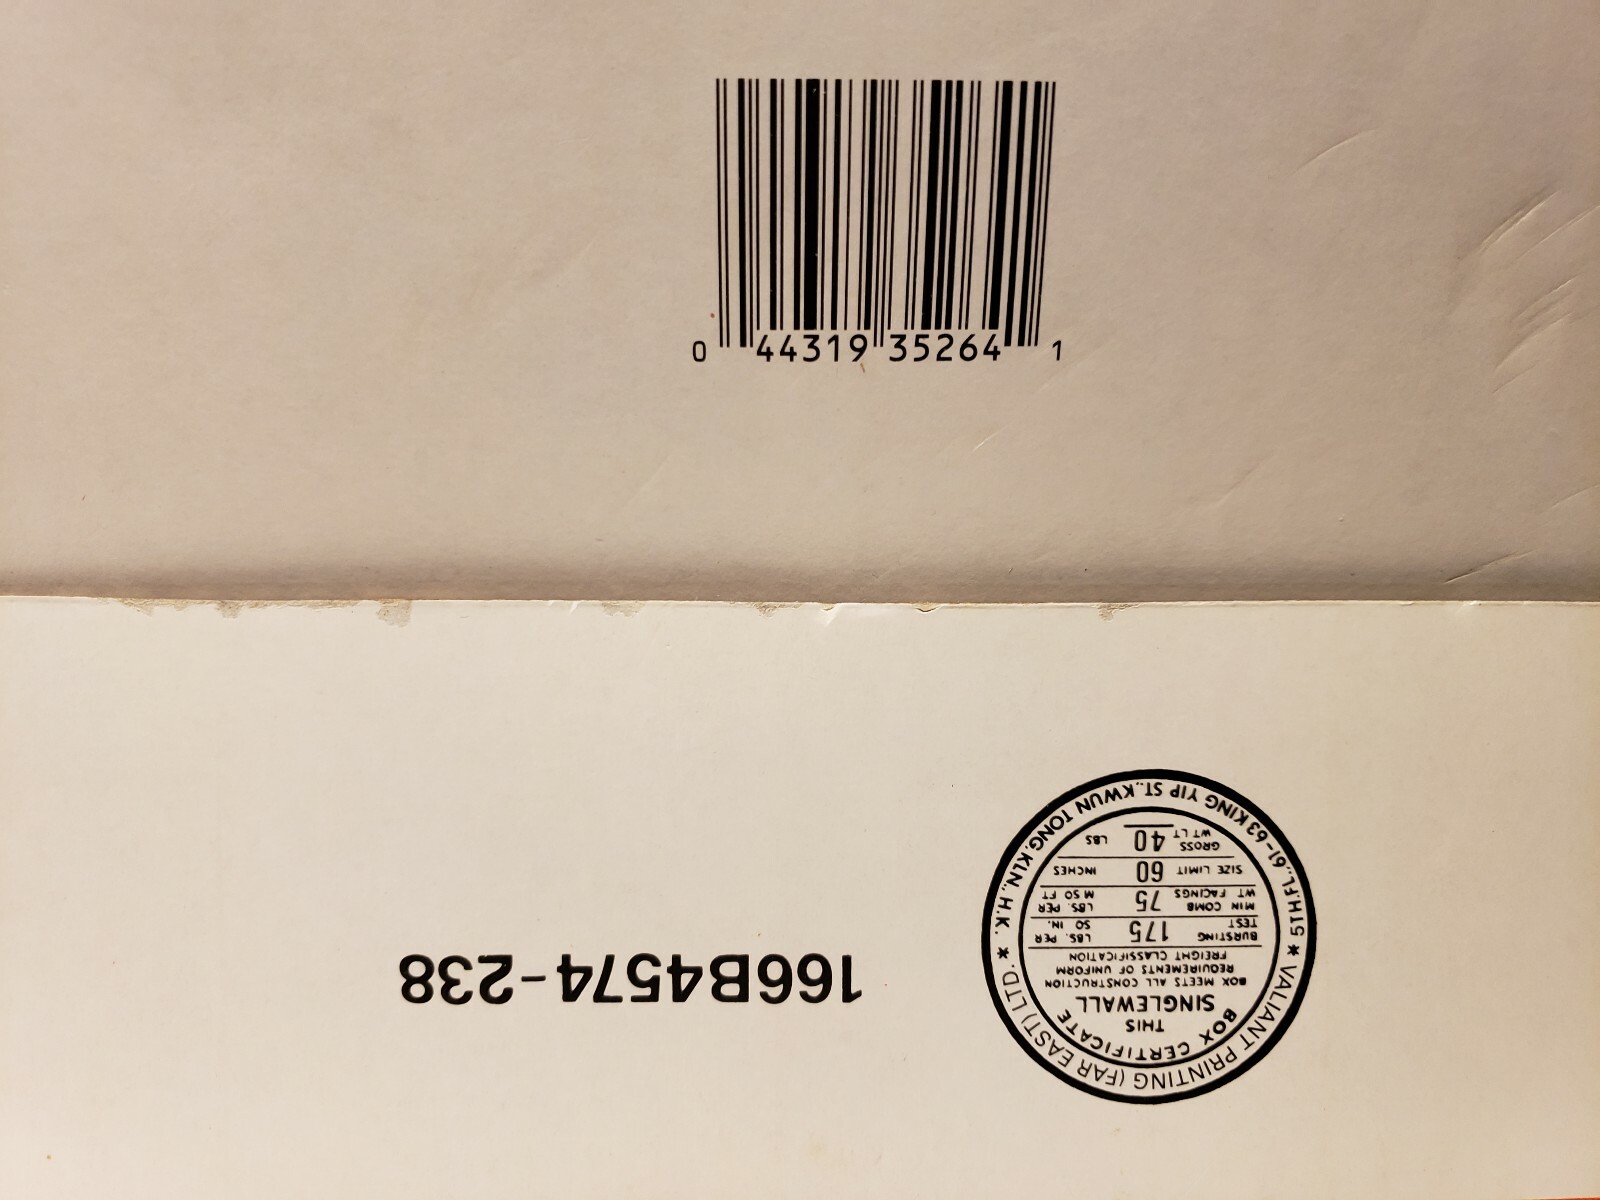 0 44319 35264 1
166B4574-238
VALIANT PRINTING (FAR EAST) LTD.
BOX CERTIFICATE
THIS
SINGLEWALL
BOX MEETS ALL CONSTRUCTION
REQUIREMENTS OF UNIFORM
FREIGHT CLASSIFICATION
BURSTING TEST 175 LBS. PER SQ IN.
MIN COMB WT FACINGS 75 LBS. PER M SQ FT
SIZE LIMIT 60 INCHES
GROSS WT LT 40 LBS
* 5TH.FL., 61-63 KING YIP ST., KWUN TONG, KLN., H.K. *